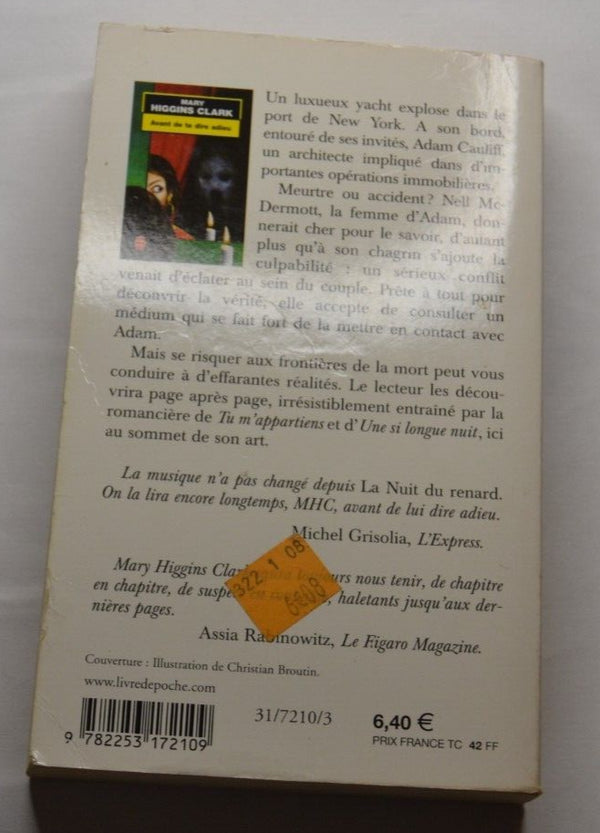 MARY
HIGGINS CLARK
Avant de te dire adieu
Un luxueux yacht explose dans le
port de New York. A son bord,
entouré de ses invités, Adam Cauliff,
un architecte impliqué dans d'im-
portantes opérations immobilières.
Meurtre ou accident ? Nell Mc-
Dermott, la femme d'Adam, don-
nerait cher pour le savoir, d'autant
plus qu'à son chagrin s'ajoute la
culpabilité : un sérieux conflit
venait d'éclater au sein du couple. Prête à tout pour
découvrir la vérité, elle accepte de consulter un
médium qui se fait fort de la mettre en contact avec
Adam.
Mais se risquer aux frontières de la mort peut vous
conduire à d'effarantes réalités. Le lecteur les décou-
vrira page après page, irrésistiblement entraîné par la
romancière de Tu m'appartiens et d'Une si longue nuit, ici
au sommet de son art.
La musique n'a pas changé depuis La Nuit du renard.
On la lira encore longtemps, MHC, avant de lui dire adieu.
Michel Grisolia, L'Express.
Mary Higgins Clark nous tenir, de chapitre
en chapitre, de haletants jusqu'aux der-
nières pages.
322 1 08
6€08
Assia Rabinowitz, Le Figaro Magazine.
Couverture : Illustration de Christian Broutin.
www.livredepoche.com
31/7210/3
6,40 €
PRIX FRANCE TC 42 FF
9 782253 172109